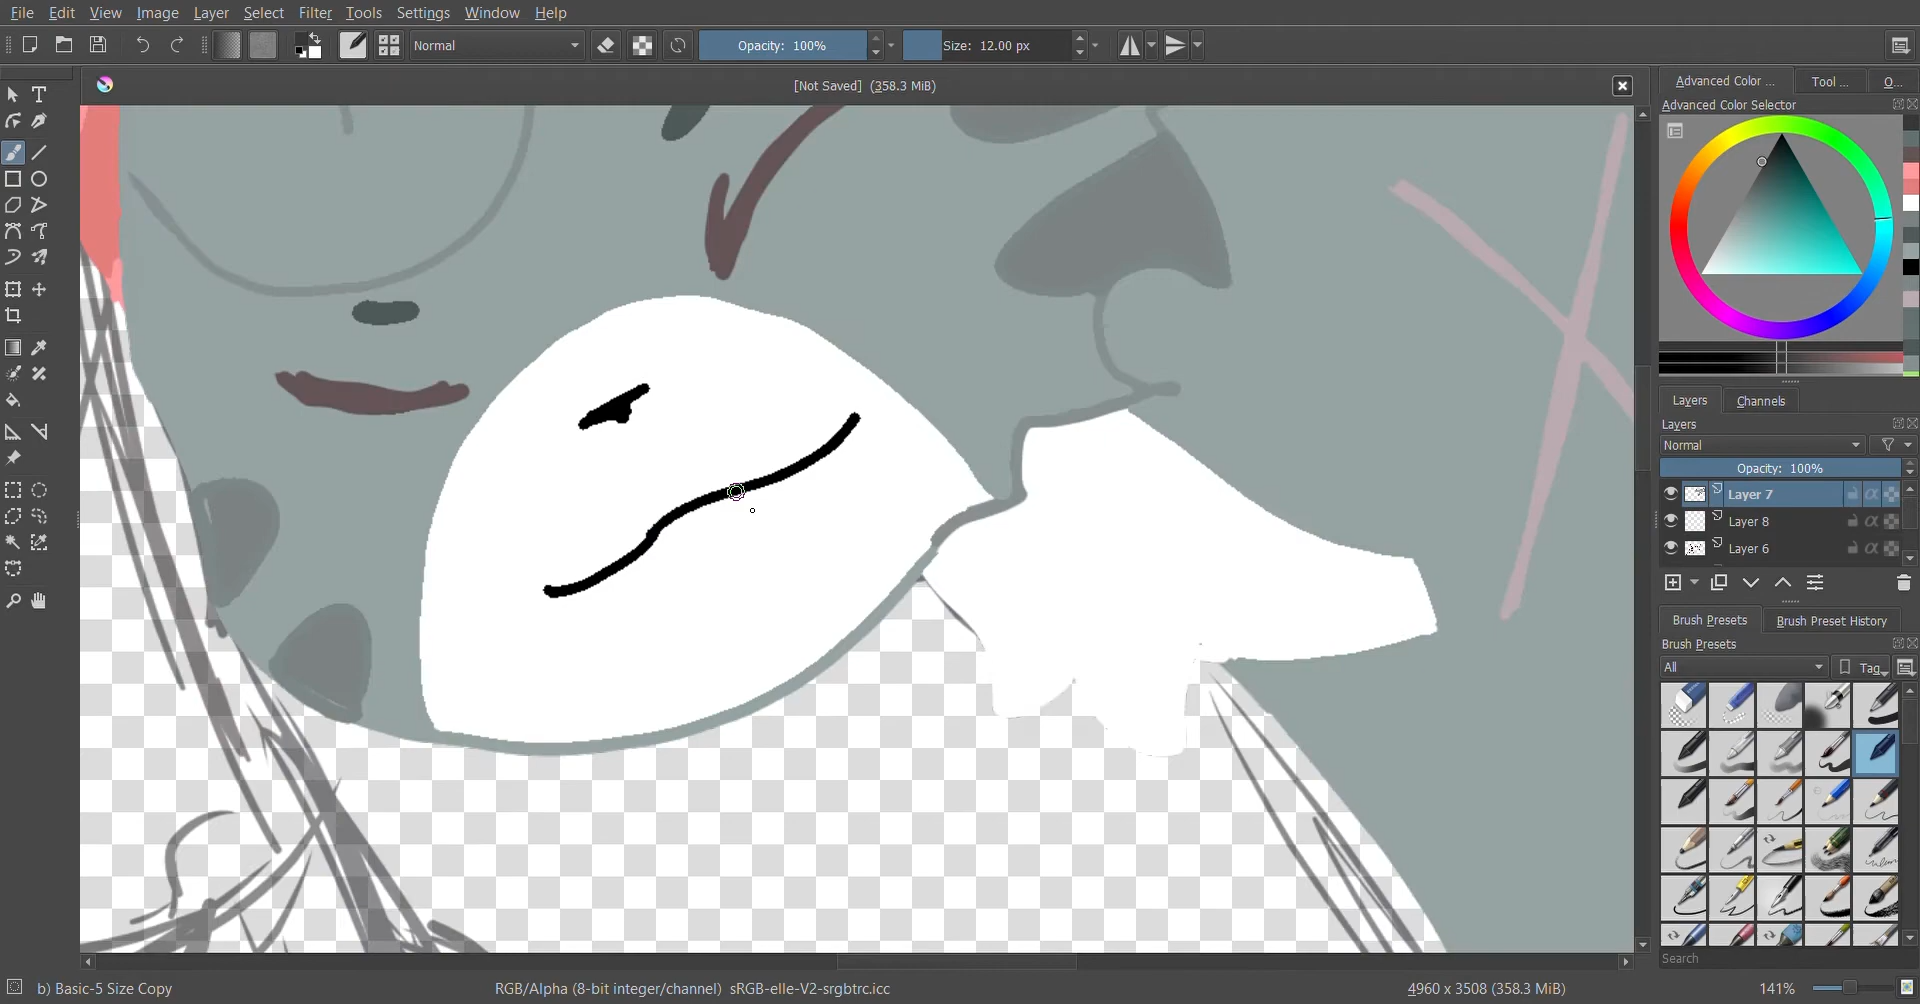 File Edit View Image Layer Select Filter Tools Settings Window Help
Normal Opacity: 100% Size: 12.00 px
[Not Saved] (358.3 MiB)
Advanced Color ... Tool ... O...
Advanced Color Selector
Layers Channels
Layers
Normal
Opacity: 100%
Layer 7
Layer 8
Layer 6
Brush Presets Brush Preset History
Brush Presets
All Tag
Search
b) Basic-5 Size Copy RGB/Alpha (8-bit integer/channel) sRGB-elle-V2-srgbtrc.icc 4960 x 3508 (358.3 MiB) 141%